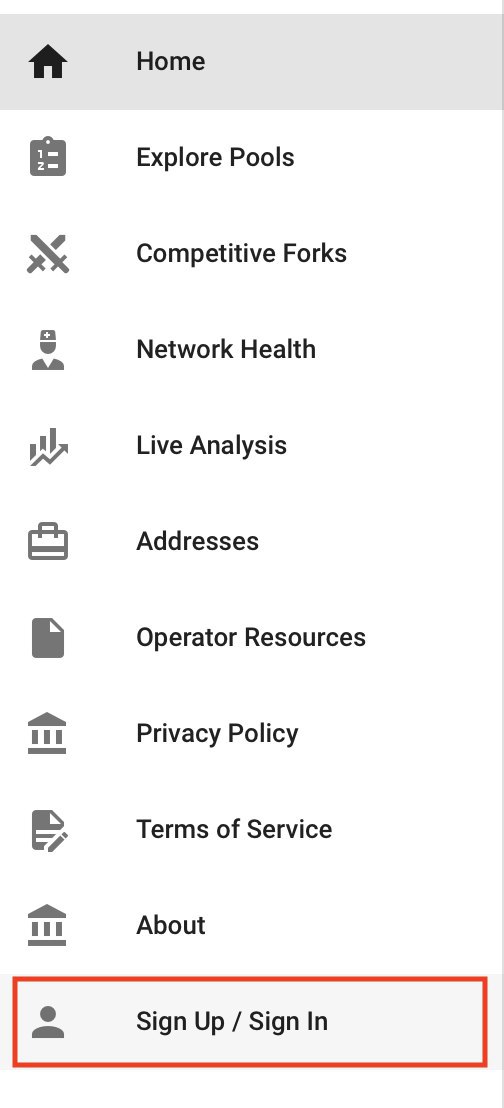 Home
Explore Pools
Competitive Forks
Network Health
Live Analysis
Addresses
Operator Resources
Privacy Policy
Terms of Service
About
Sign Up / Sign In